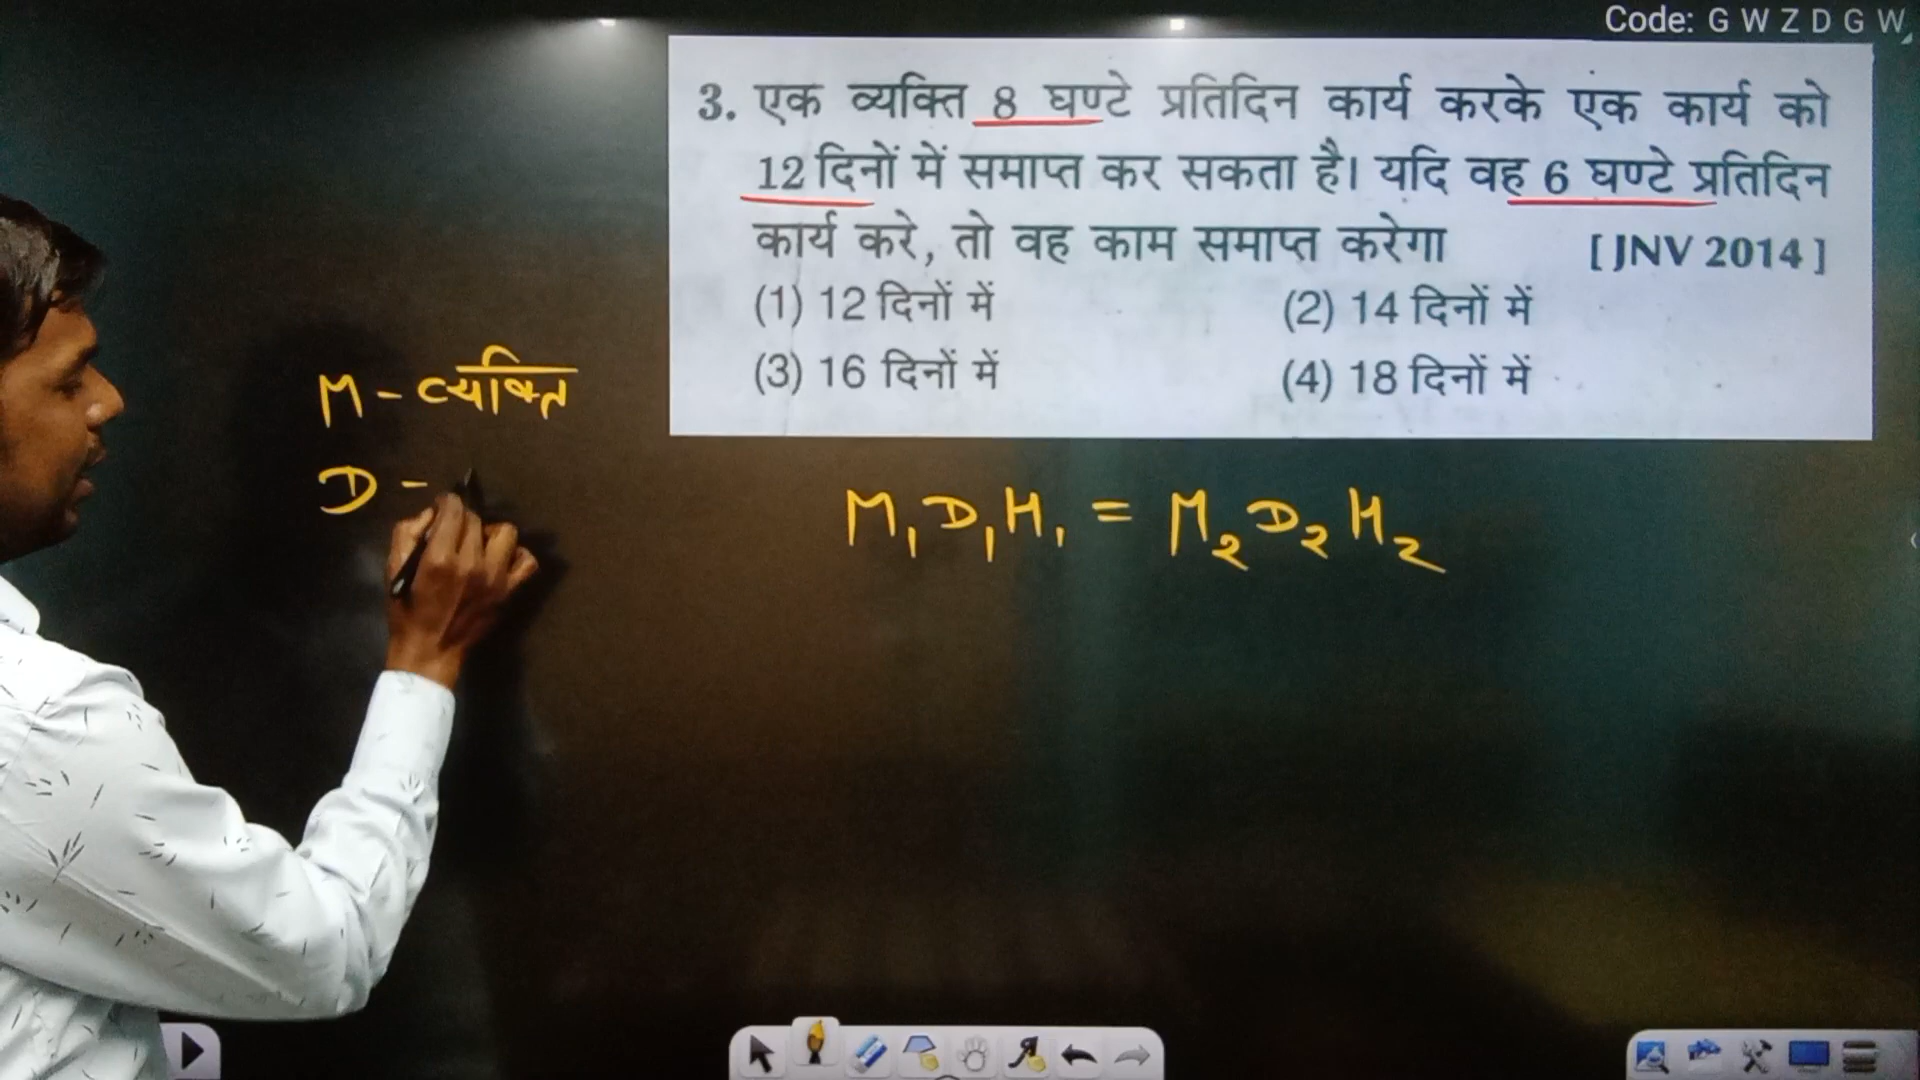 Code: G W Z D G W
3. एक व्यक्ति 8 घण्टे प्रतिदिन कार्य करके एक कार्य को
12 दिनों में समाप्त कर सकता है। यदि वह 6 घण्टे प्रतिदिन
कार्य करे, तो वह काम समाप्त करेगा [JNV 2014]
(1) 12 दिनों में (2) 14 दिनों में
(3) 16 दिनों में (4) 18 दिनों में
M - व्यक्ति
D -
M₁D₁H₁ = M₂D₂H₂